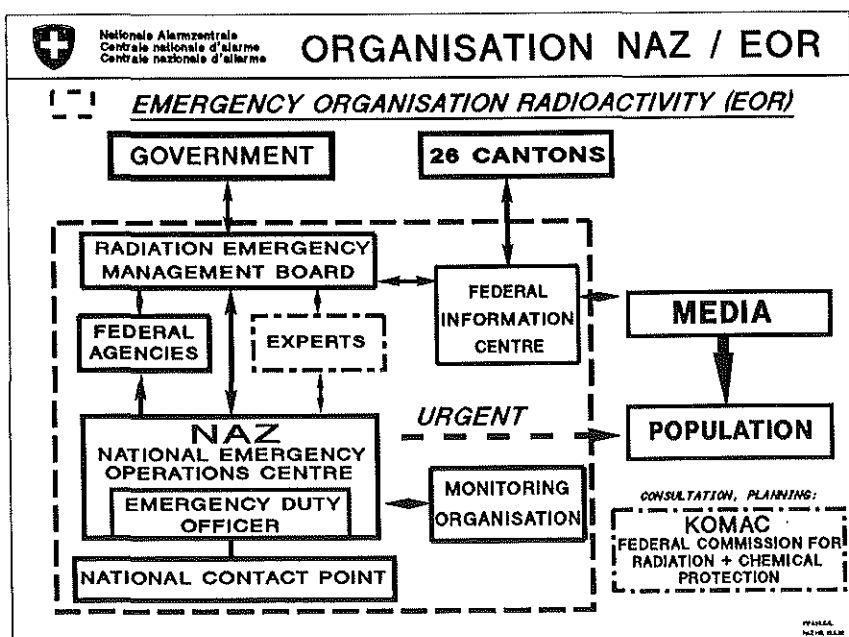 Nationale Alarmzentrale
Centrale nationale d'alarme
Centrale nazionale d'allarme
ORGANISATION NAZ / EOR
EMERGENCY ORGANISATION RADIOACTIVITY (EOR)
GOVERNMENT
26 CANTONS
RADIATION EMERGENCY
MANAGEMENT BOARD
FEDERAL
INFORMATION
CENTRE
MEDIA
FEDERAL
AGENCIES
EXPERTS
URGENT
POPULATION
NAZ
NATIONAL EMERGENCY
OPERATIONS CENTRE
EMERGENCY DUTY
OFFICER
MONITORING
ORGANISATION
NATIONAL CONTACT POINT
CONSULTATION, PLANNING:
KOMAC
FEDERAL COMMISSION FOR
RADIATION + CHEMICAL
PROTECTION